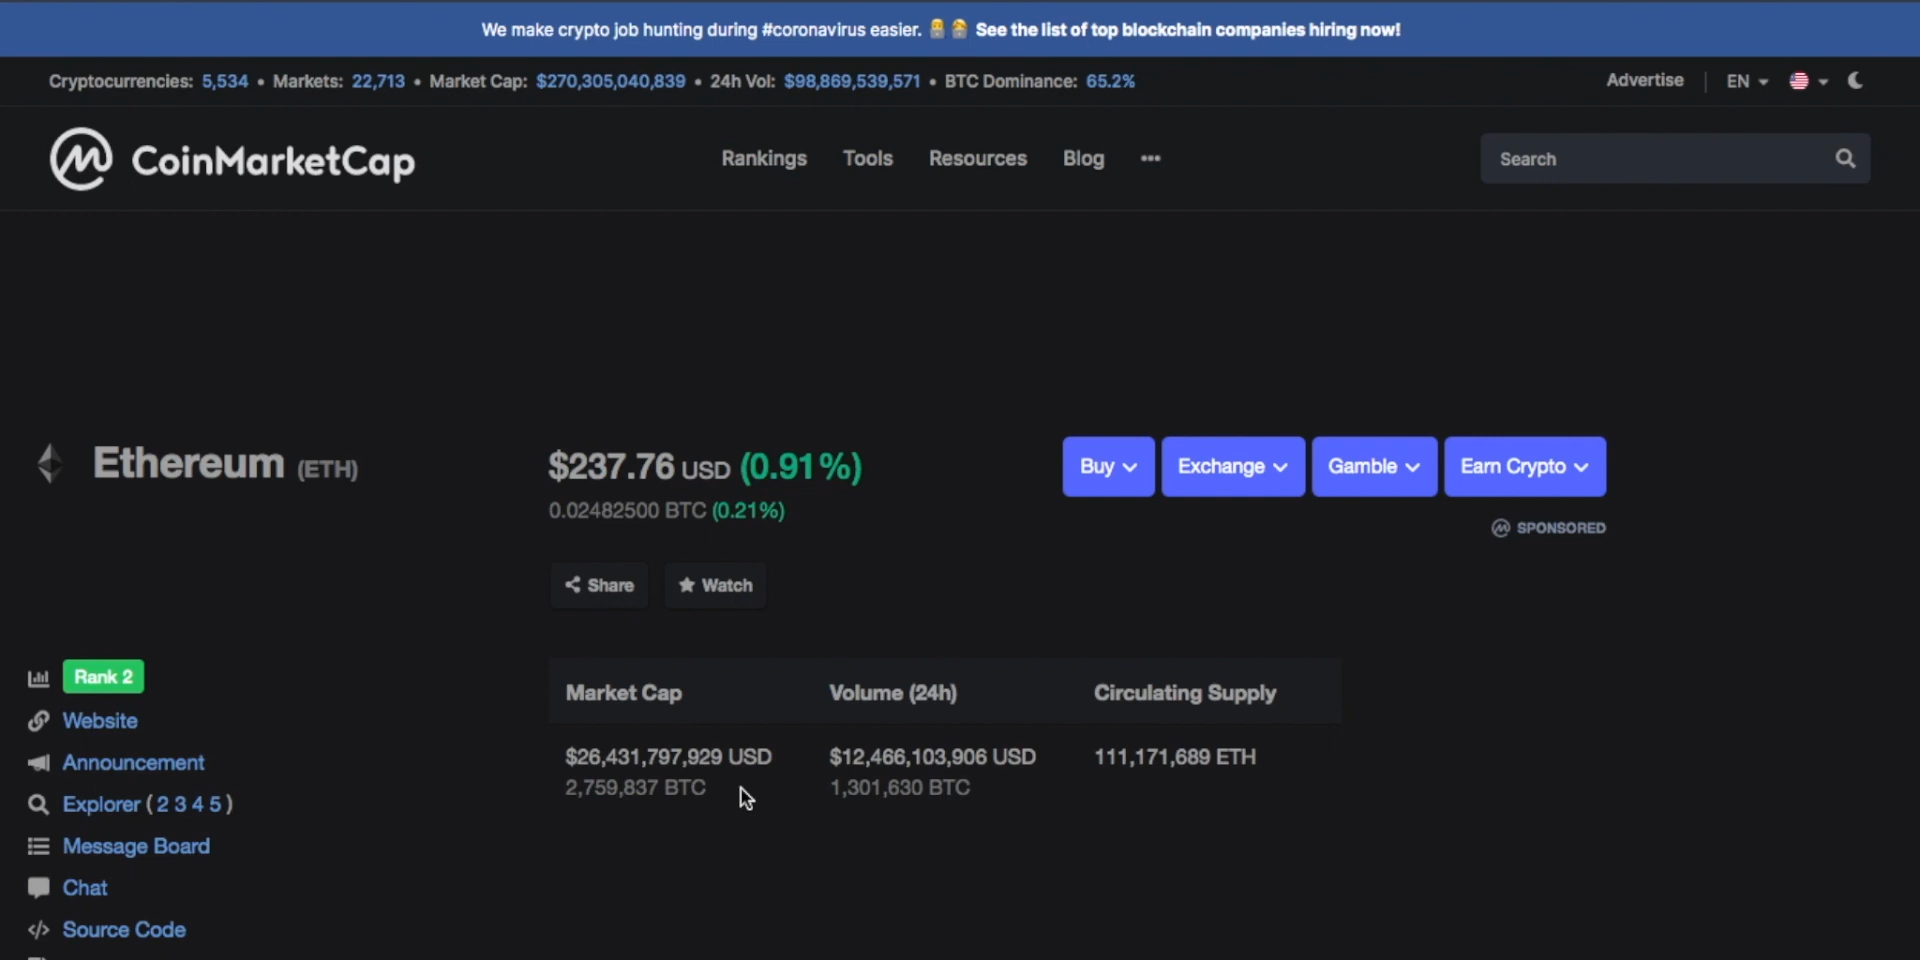 We make crypto job hunting during #coronavirus easier. See the list of top blockchain companies hiring now!
Cryptocurrencies: 5,534 • Markets: 22,713 • Market Cap: $270,305,040,839 • 24h Vol: $98,869,539,571 • BTC Dominance: 65.2%
Advertise EN
CoinMarketCap
Rankings Tools Resources Blog •••
Search
Ethereum (ETH)
$237.76 USD (0.91%)
0.02482500 BTC (0.21%)
Buy Exchange Gamble Earn Crypto
SPONSORED
Share Watch
Rank 2
Website
Announcement
Explorer ( 2 3 4 5 )
Message Board
Chat
Source Code
Market Cap Volume (24h) Circulating Supply
$26,431,797,929 USD $12,466,103,906 USD 111,171,689 ETH
2,759,837 BTC 1,301,630 BTC